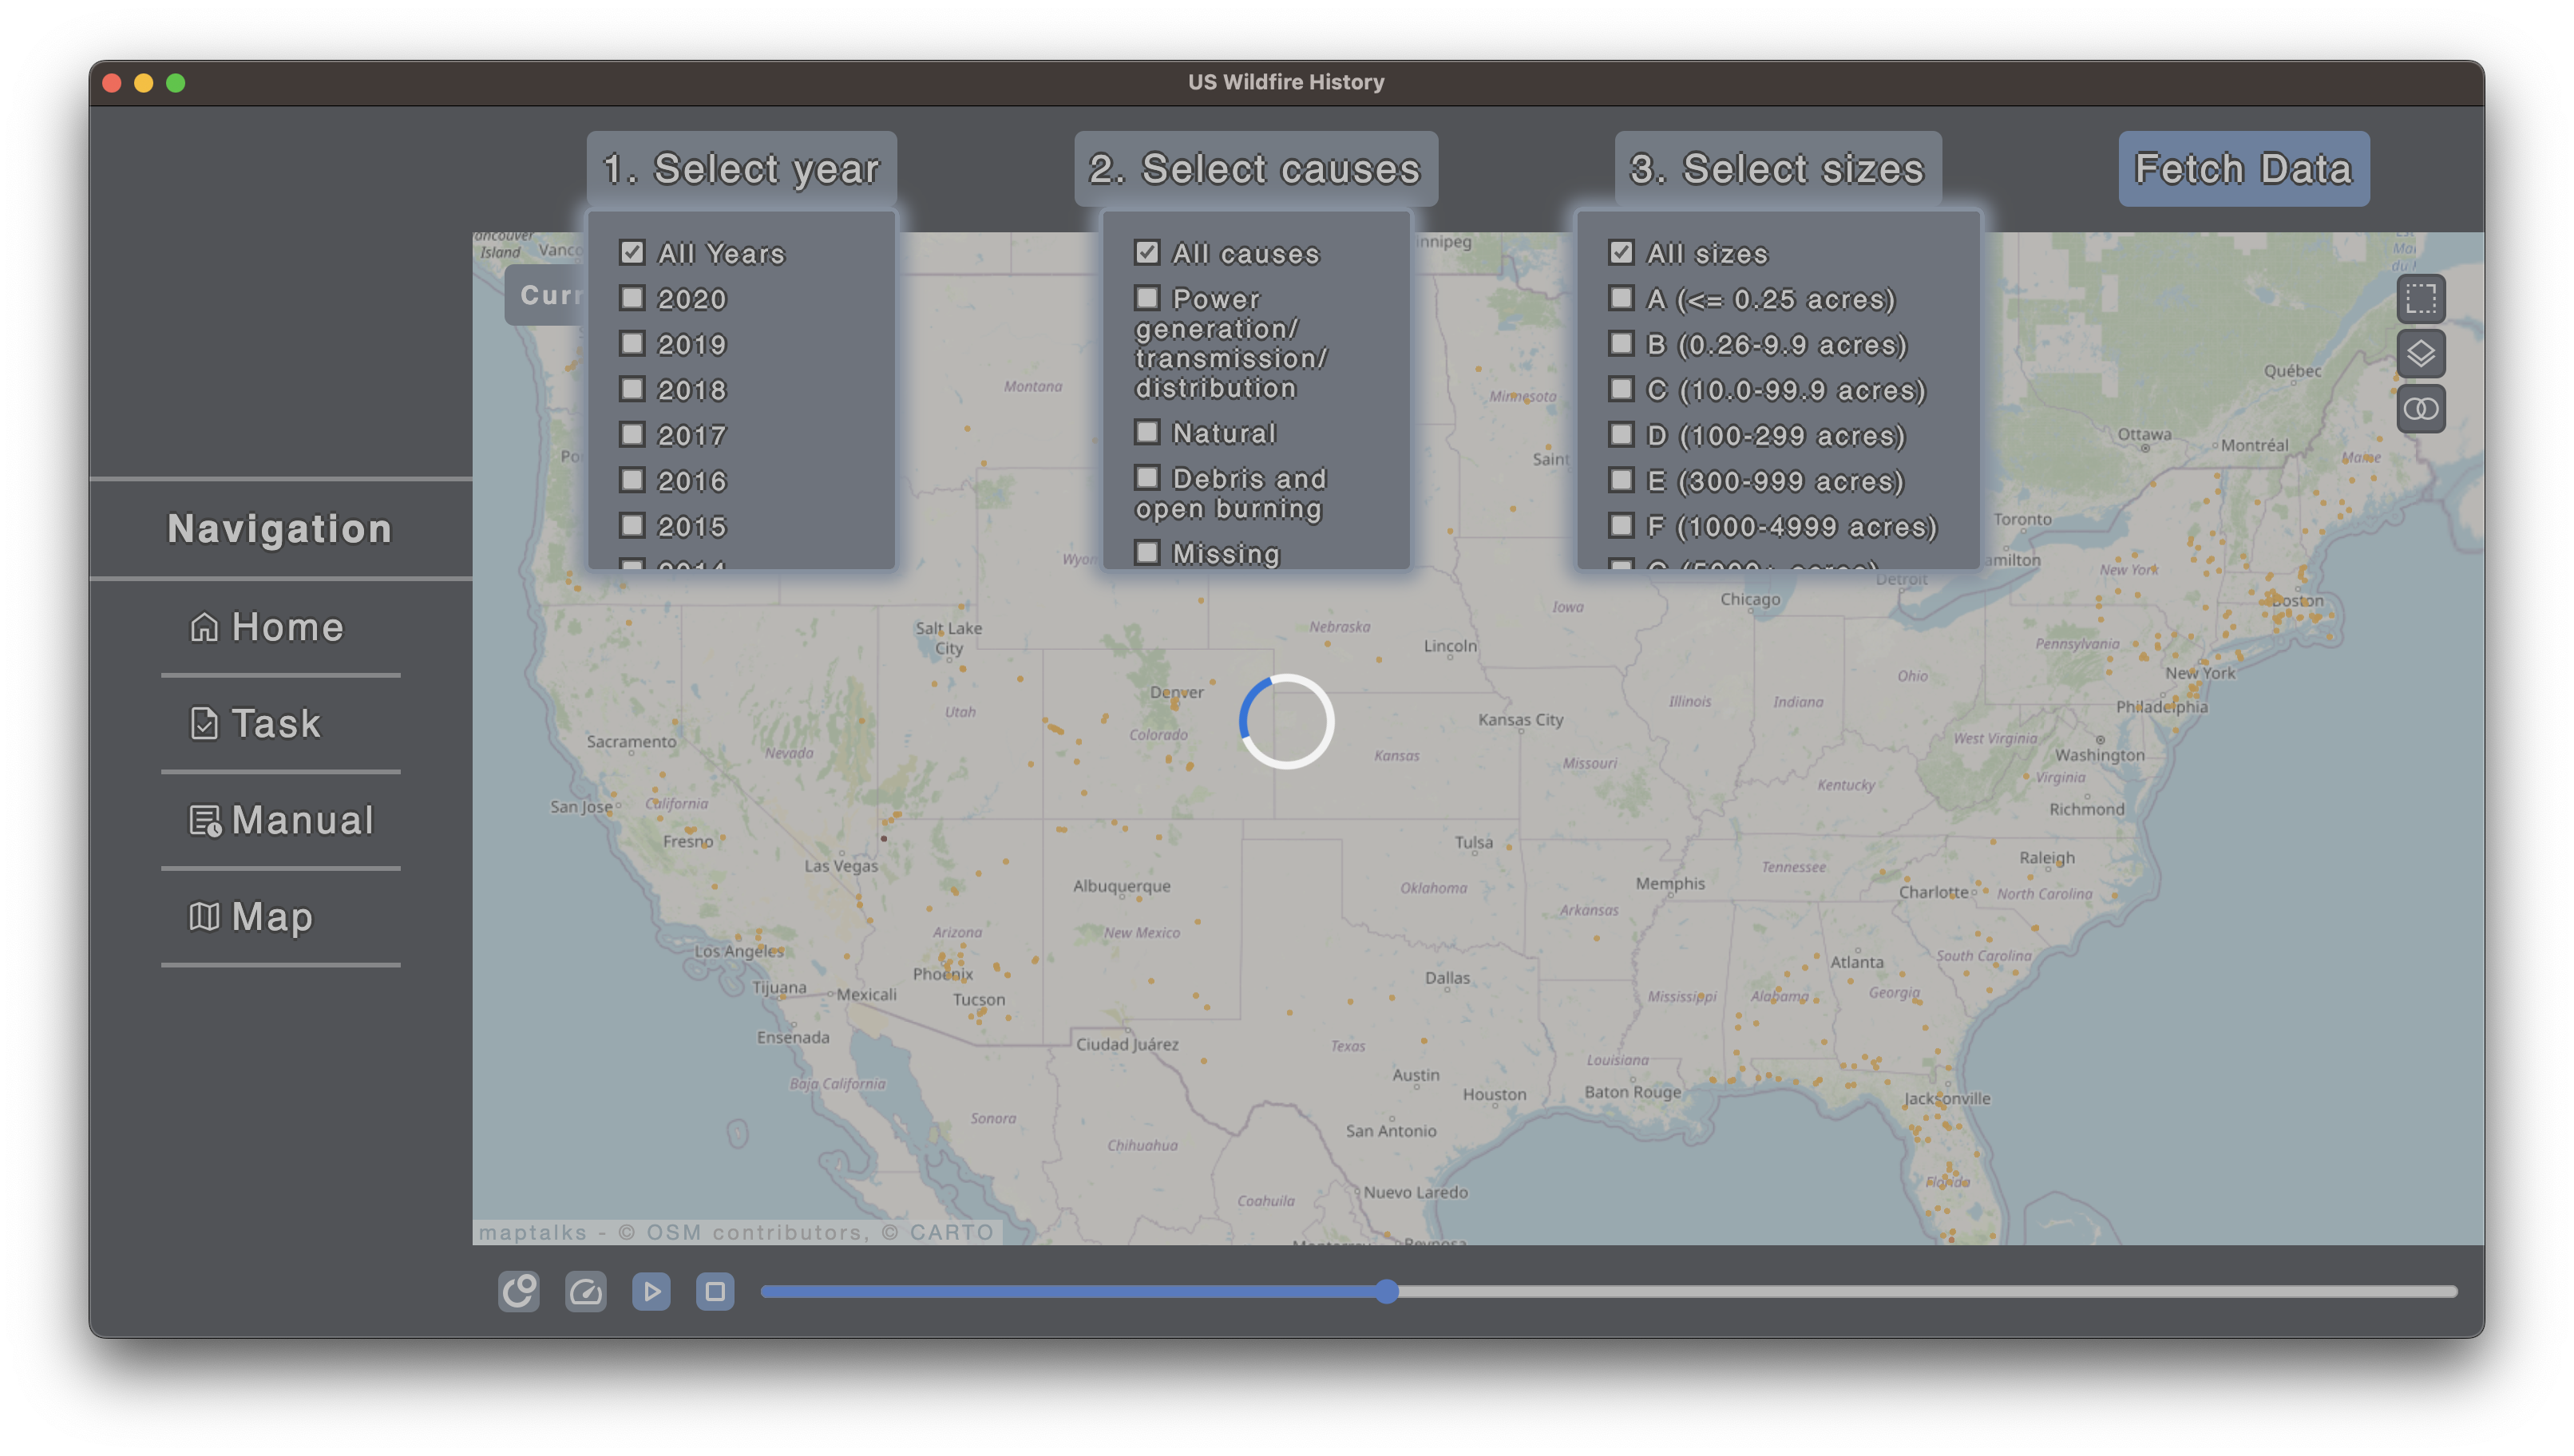 US Wildfire History
1. Select year
2. Select causes
3. Select sizes
Fetch Data
All Years
2020
2019
2018
2017
2016
2015
2014
All causes
Power
generation/
transmission/
distribution
Natural
Debris and
open burning
Missing
All sizes
A (<= 0.25 acres)
B (0.26-9.9 acres)
C (10.0-99.9 acres)
D (100-299 acres)
E (300-999 acres)
F (1000-4999 acres)
G (5000+ acres)
Navigation
Home
Task
Manual
Map
Curr
Island
Vanco
nnipeg
Montana
Minnesota
Saint
Québec
Ottawa
Montréal
Maine
Toronto
amilton
Wyon
New York
Detroit
Chicago
Boston
Iowa
Salt Lake
City
Nebraska
Lincoln
Pennsylvania
New York
Ohio
Denver
Utah
Illinois
Indiana
Philadelphia
Kansas City
Sacramento
Nevada
Colorado
Kansas
Missouri
West Virginia
Washington
Virginia
Kentucky
San Jose
California
Richmond
Fresno
Las Vegas
Tulsa
Raleigh
Tennessee
Albuquerque
Oklahoma
Memphis
Charlotte
North Carolina
Arkansas
Los Angeles
Arizona
New Mexico
Phoenix
Atlanta
South Carolina
Dallas
Tijuana
Mexicali
Tucson
Mississippi
Alabama
Georgia
Ensenada
Ciudad Juárez
Texas
Louisiana
Baja California
Austin
Houston
Baton Rouge
Jacksonville
Sonora
San Antonio
Chihuahua
Florida
Coahuila
Nuevo Laredo
maptalks - © OSM contributors, © CARTO